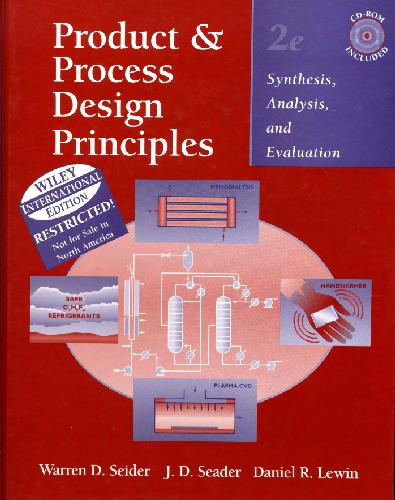 Product &
Process
Design
Principles
2e
CD-ROM
INCLUDED
Synthesis,
Analysis,
and
Evaluation
WILEY
INTERNATIONAL
EDITION
RESTRICTED!
Not for Sale in
North America
HEMODIALYSIS
SAFE
C,H,F,
REFRIGERANTS
HANDWARMER
PLASMA CVD
Warren D. Seider J. D. Seader Daniel R. Lewin